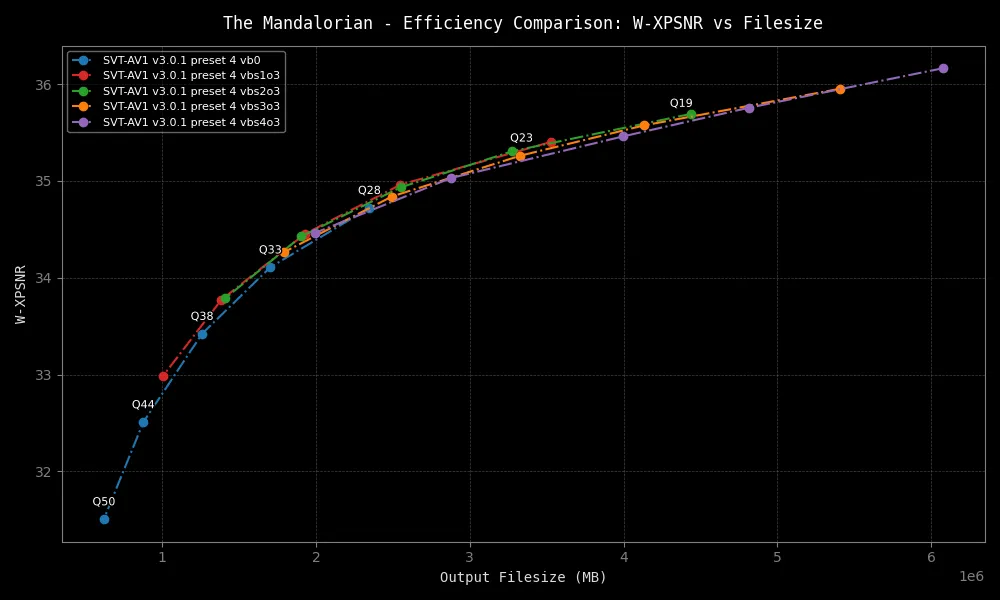 The Mandalorian - Efficiency Comparison: W-XPSNR vs Filesize
SVT-AV1 v3.0.1 preset 4 vb0
SVT-AV1 v3.0.1 preset 4 vbs1o3
SVT-AV1 v3.0.1 preset 4 vbs2o3
SVT-AV1 v3.0.1 preset 4 vbs3o3
SVT-AV1 v3.0.1 preset 4 vbs4o3
36
35
34
33
32
W-XPSNR
Q19
Q23
Q28
Q33
Q38
Q44
Q50
1 2 3 4 5 6
1e6
Output Filesize (MB)